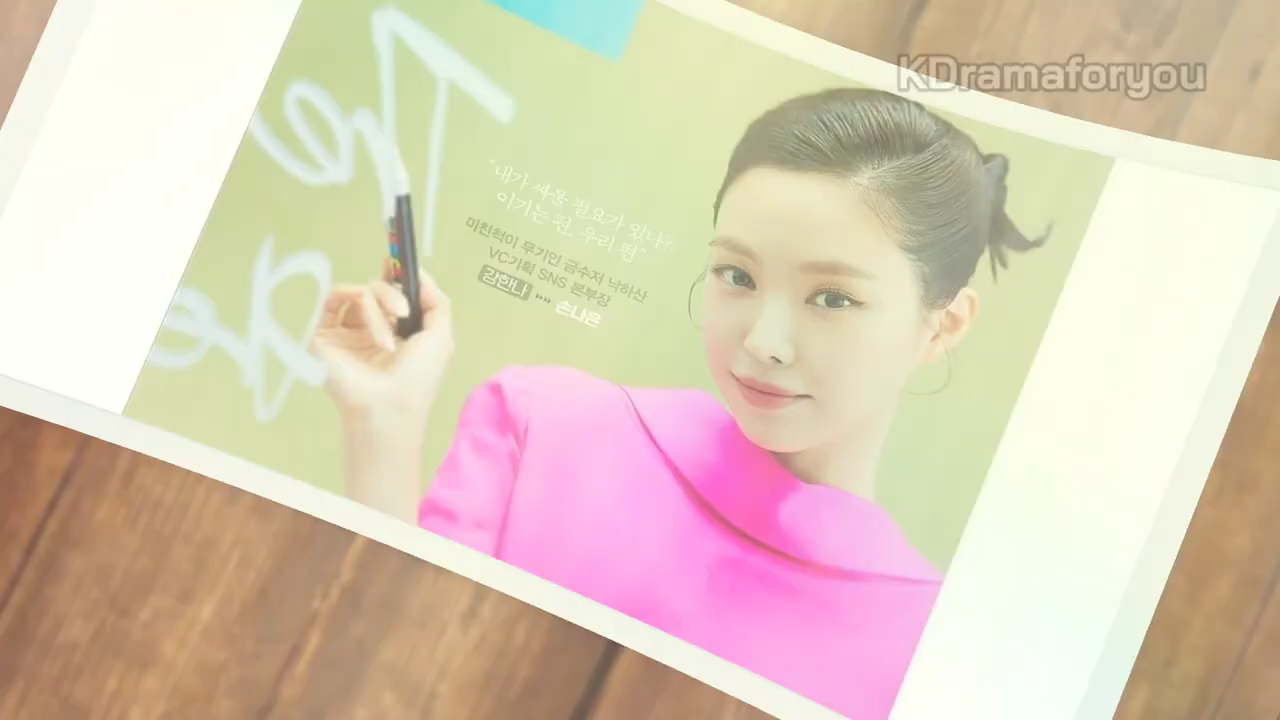 KDramaforyou
"내가 싸울 필요가 있나?
이기는 편, 우리 편"
미친척이 무기인 금수저 낙하산
VC기획 SNS 본부장
강한나 »» 손나은